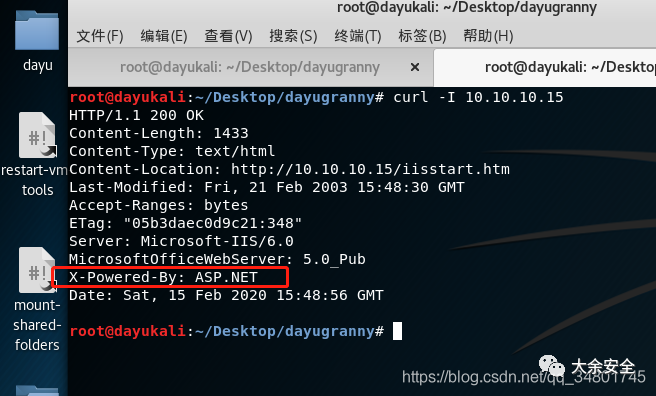 root@dayukali: ~/Desktop/dayugranny
文件(F) 编辑(E) 查看(V) 搜索(S) 终端(T) 标签(B) 帮助(H)
root@dayukali: ~/Desktop/dayugranny × root@dayukali: ~/Deskto
root@dayukali:~/Desktop/dayugranny# curl -I 10.10.10.15
HTTP/1.1 200 OK
Content-Length: 1433
Content-Type: text/html
Content-Location: http://10.10.10.15/iisstart.htm
Last-Modified: Fri, 21 Feb 2003 15:48:30 GMT
Accept-Ranges: bytes
ETag: "05b3daec0d9c21:348"
Server: Microsoft-IIS/6.0
MicrosoftOfficeWebServer: 5.0_Pub
X-Powered-By: ASP.NET
Date: Sat, 15 Feb 2020 15:48:56 GMT
root@dayukali:~/Desktop/dayugranny#
dayu
#!
restart-vm
tools
#!
mount-
shared-
folders
大余安全
https://blog.csdn.net/qq_34801745